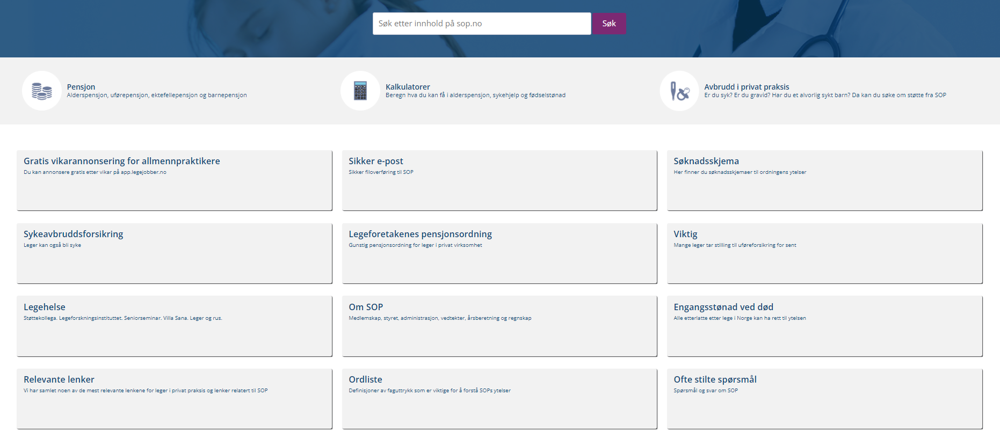 Søk etter innhold på sop.no
Søk
Pensjon
Alderspensjon, uførepensjon, ektefellepensjon og barnepensjon
Kalkulatorer
Beregn hva du kan få i alderspensjon, sykehjelp og fødselstønad
Avbrudd i privat praksis
Er du syk? Er du gravid? Har du et alvorlig sykt barn? Da kan du søke om støtte fra SOP
Gratis vikarannonsering for allmennpraktikere
Du kan annonsere gratis etter vikar på app.legejobber.no
Sikker e-post
Sikker filoverføring til SOP
Søknadsskjema
Her finner du søknadsskjemaer til ordningens ytelser
Sykeavbruddsforsikring
Leger kan også bli syke
Legeforetakenes pensjonsordning
Gunstig pensjonsordning for leger i privat virksomhet
Viktig
Mange leger tar stilling til uføreforsikring for sent
Legehelse
Støttekollega. Legeforskningsinstituttet. Seniorseminar. Villa Sana. Leger og rus.
Om SOP
Medlemskap, styret, administrasjon, vedtekter, årsberetning og regnskap
Engangsstønad ved død
Alle etterlatte etter lege i Norge kan ha rett til ytelsen
Relevante lenker
Vi har samlet noen av de mest relevante lenkene for leger i privat praksis og lenker relatert til SOP
Ordliste
Definisjoner av faguttrykk som er viktige for å forstå SOPs ytelser
Ofte stilte spørsmål
Spørsmål og svar om SOP